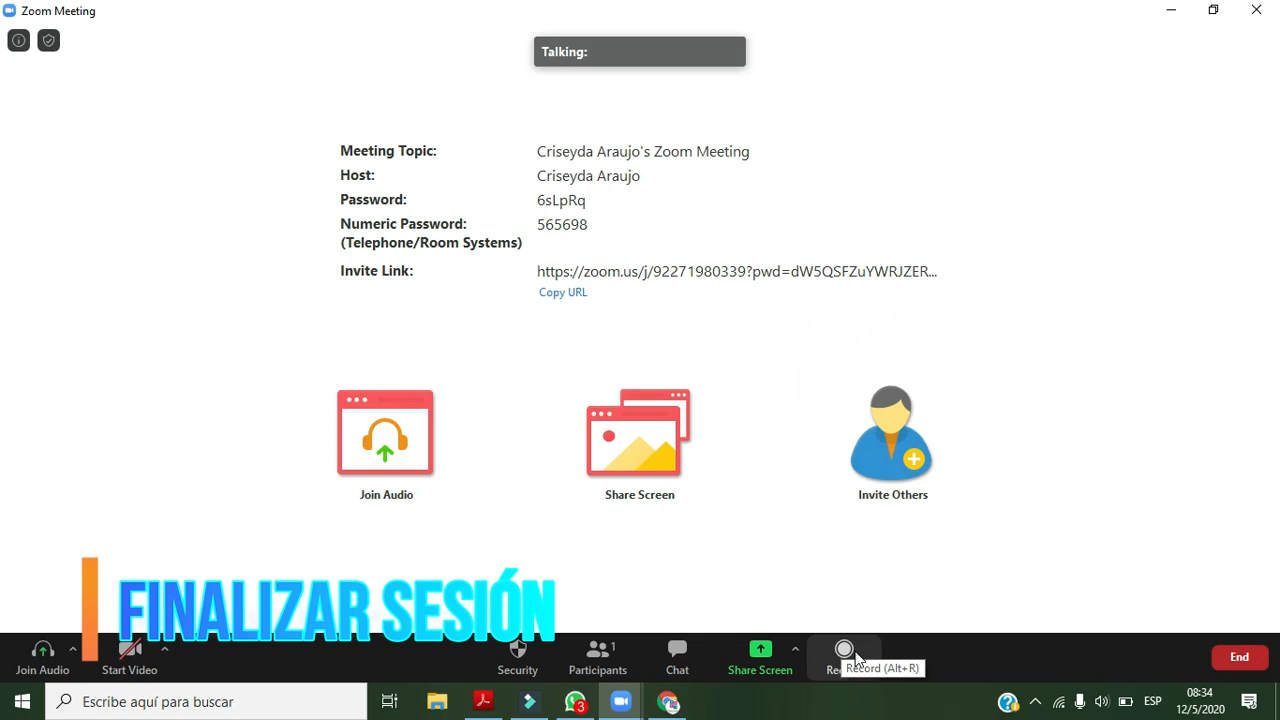 Zoom Meeting
Talking:
Meeting Topic: Criseyda Araujo's Zoom Meeting
Host: Criseyda Araujo
Password: 6sLpRq
Numeric Password: 565698
(Telephone/Room Systems)
Invite Link: https://zoom.us/j/92271980339?pwd=dW5QSFZuYWRJZER...
Copy URL
Join Audio Share Screen Invite Others
FINALIZAR SESIÓN
Join Audio Start Video Security Participants 1 Chat Share Screen End
Record (Alt+R)
Escribe aquí para buscar
3
ESP
08:34
12/5/2020